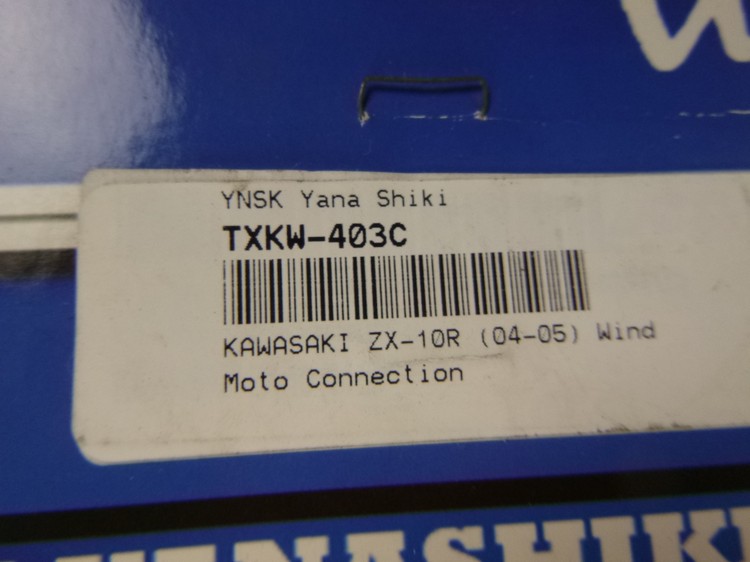 YNSK Yana Shiki
TXKW-403C
KAWASAKI ZX-10R (04-05) Wind
Moto Connection